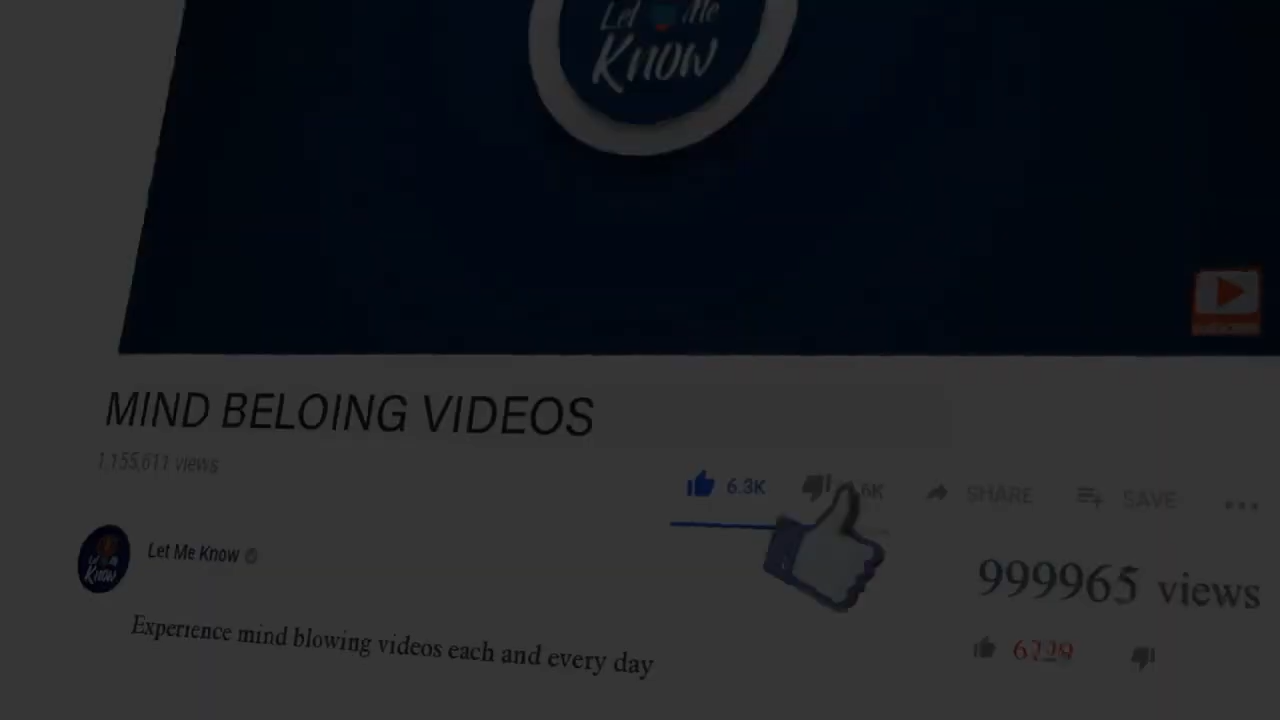 Let Me
Know
MIND BELOING VIDEOS
1,155,611 views
6.3K
6K
SHARE
SAVE
Let Me Know
999965 views
Experience mind blowing videos each and every day